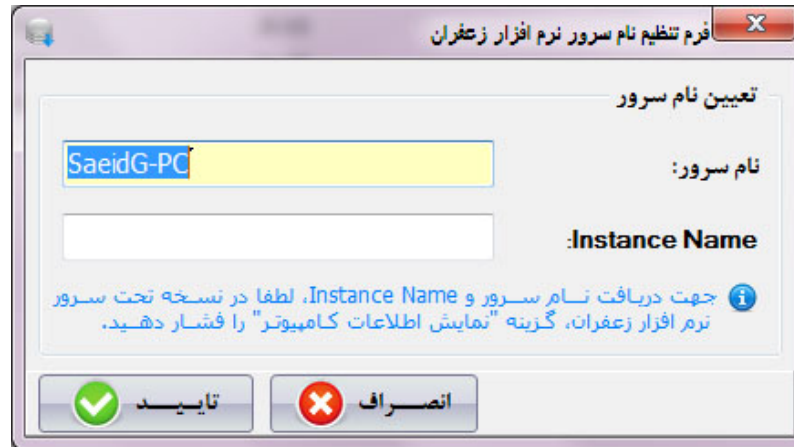 فرم تنظیم نام سرور نرم افزار زعفران
تعیین نام سرور
نام سرور:
SaeidG-PC
Instance Name:
جهت دریافت نام سرور و Instance Name، لطفا در نسخه تحت سرور
نرم افزار زعفران، گزینه "نمایش اطلاعات کامپیوتر" را فشار دهید.
انصراف
تایید